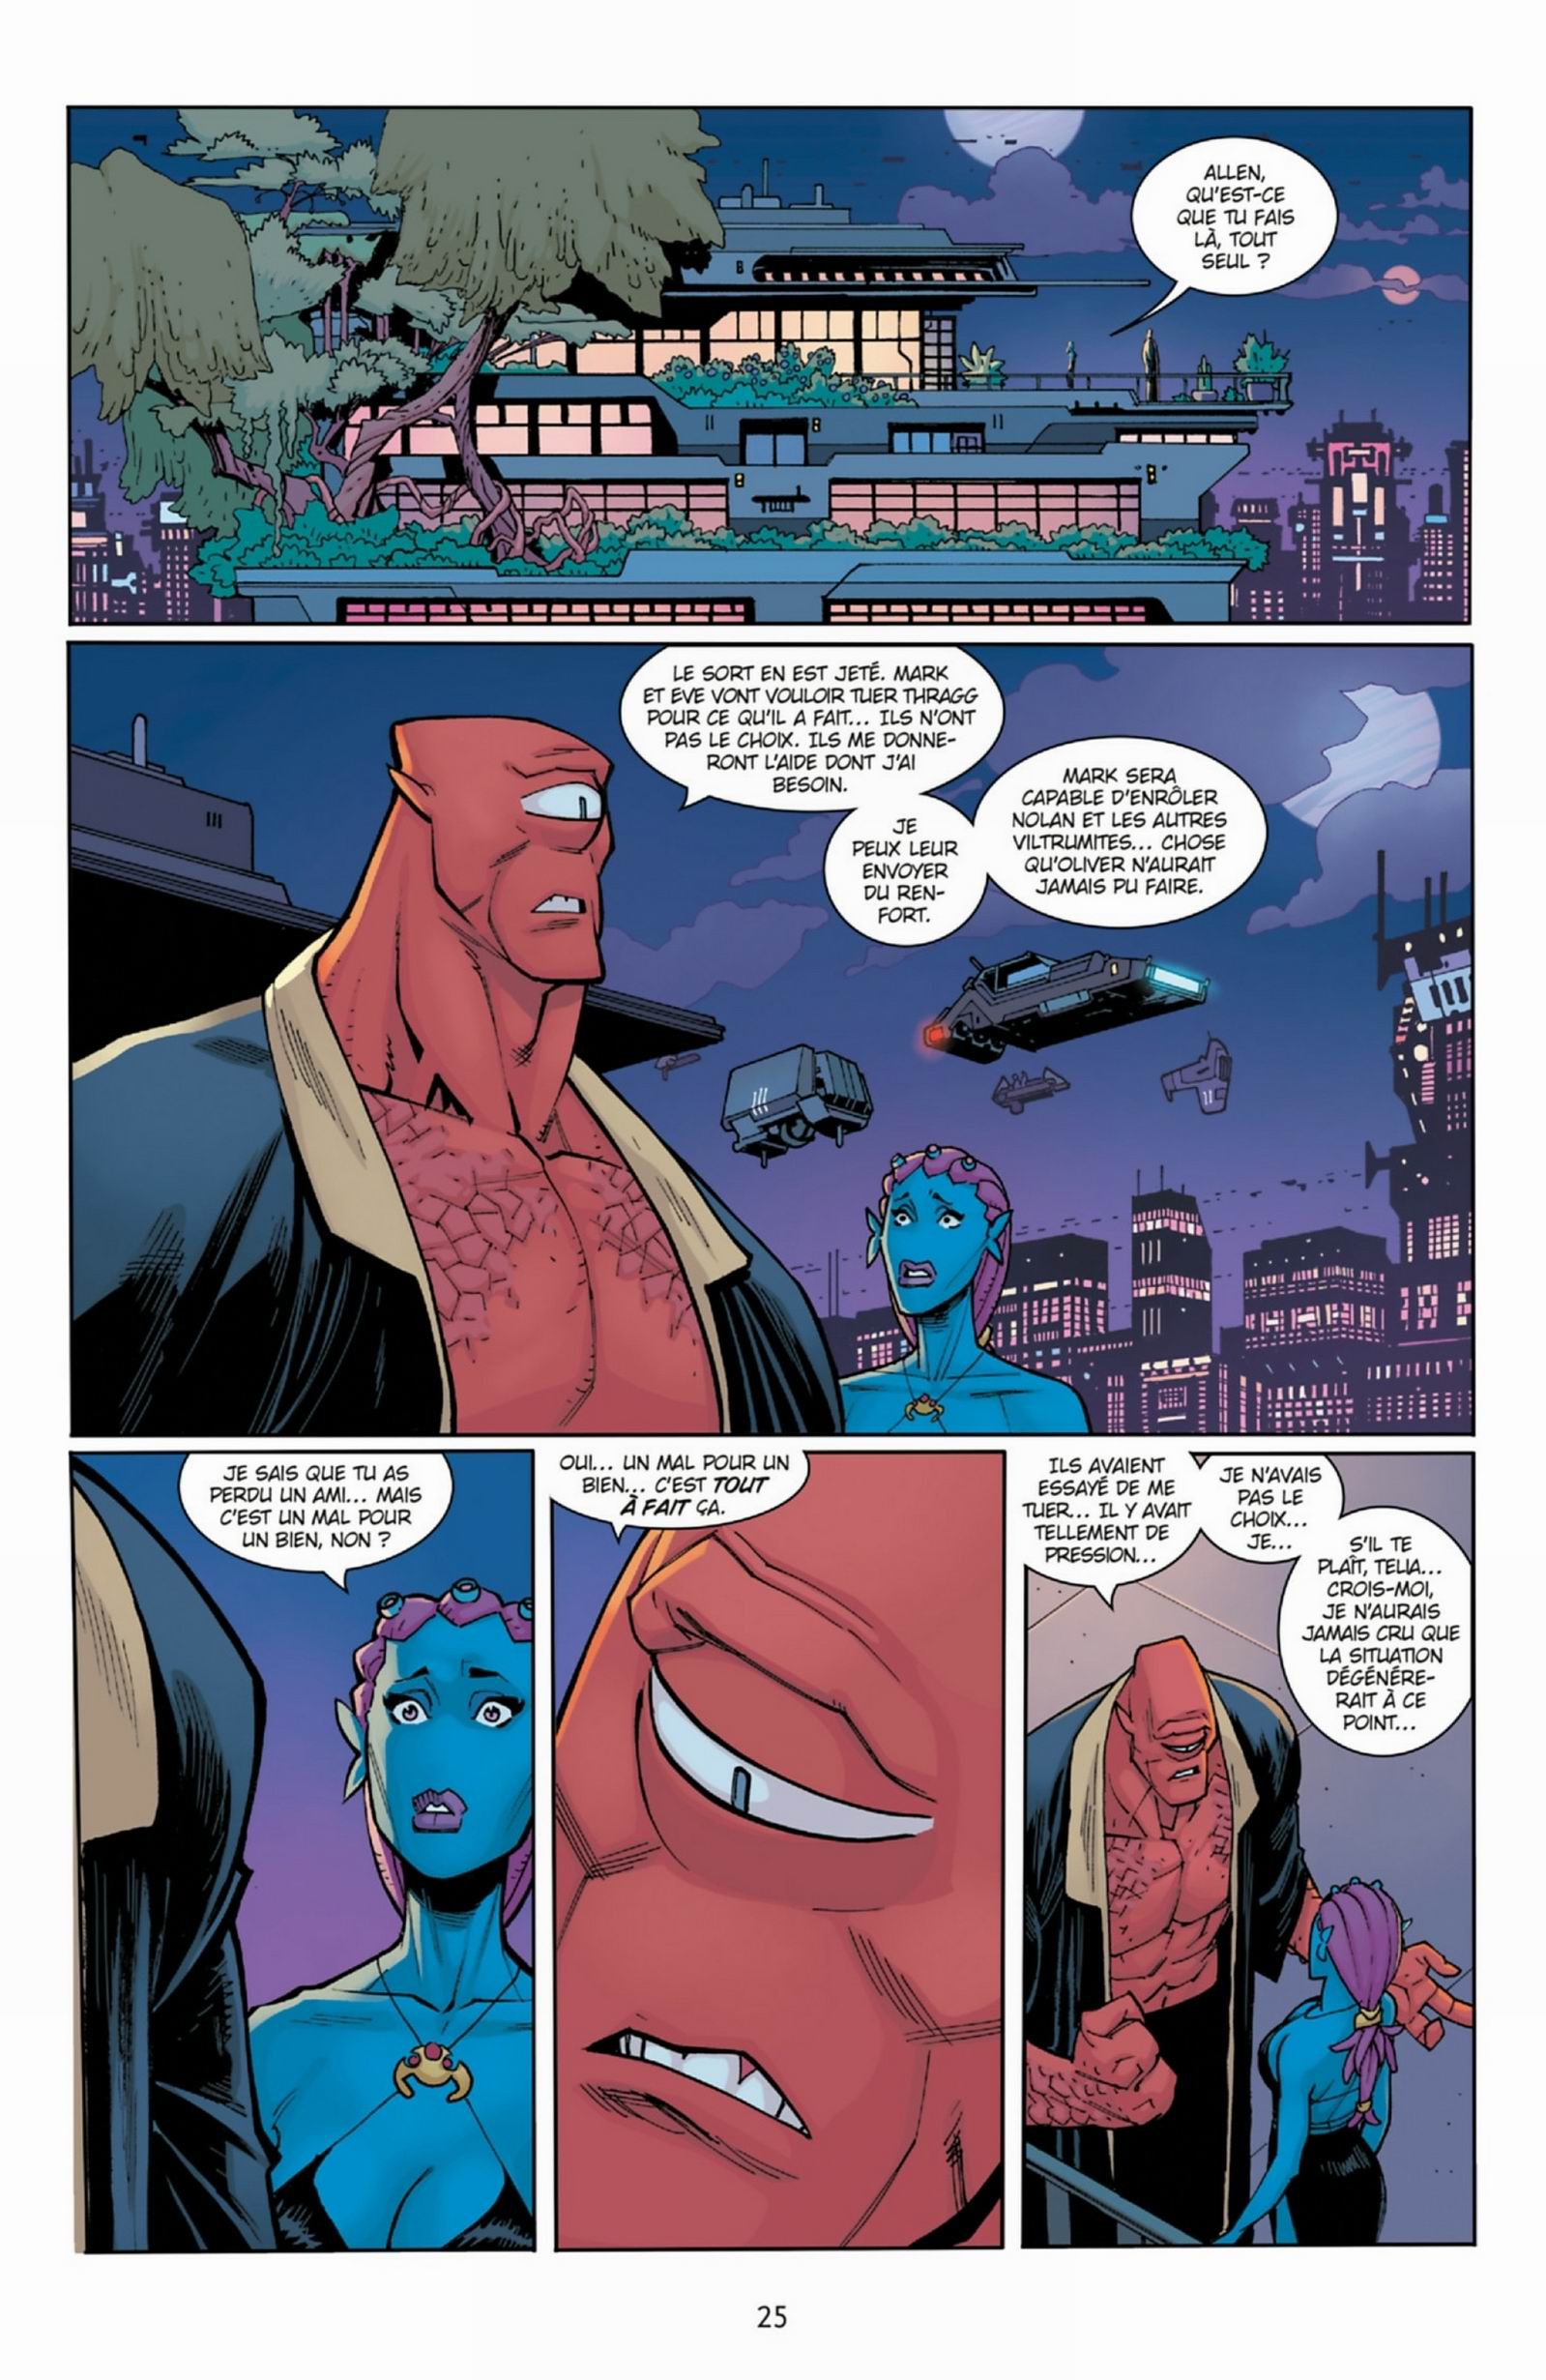 ALLEN,
QU'EST-CE
QUE TU FAIS
LÀ, TOUT
SEUL ?
LE SORT EN EST JETÉ. MARK
ET EVE VONT VOULOIR TUER THRAGG
POUR CE QU'IL A FAIT... ILS N'ONT
PAS LE CHOIX. ILS ME DONNE-
RONT L'AIDE DONT J'AI
BESOIN.
JE
PEUX LEUR
ENVOYER
DU REN-
FORT.
MARK SERA
CAPABLE D'ENRÔLER
NOLAN ET LES AUTRES
VILTRUMITES... CHOSE
QU'OLIVER N'AURAIT
JAMAIS PU FAIRE.
JE SAIS QUE TU AS
PERDU UN AMI... MAIS
C'EST UN MAL POUR
UN BIEN, NON ?
OUI... UN MAL POUR UN
BIEN... C'EST TOUT
À FAIT ÇA.
ILS AVAIENT
ESSAYÉ DE ME
TUER... IL Y AVAIT
TELLEMENT DE
PRESSION...
JE N'AVAIS
PAS LE
CHOIX...
JE...
S'IL TE
PLAÎT, TELIA...
CROIS-MOI,
JE N'AURAIS
JAMAIS CRU QUE
LA SITUATION
DÉGÉNÉRE-
RAIT À CE
POINT...
25